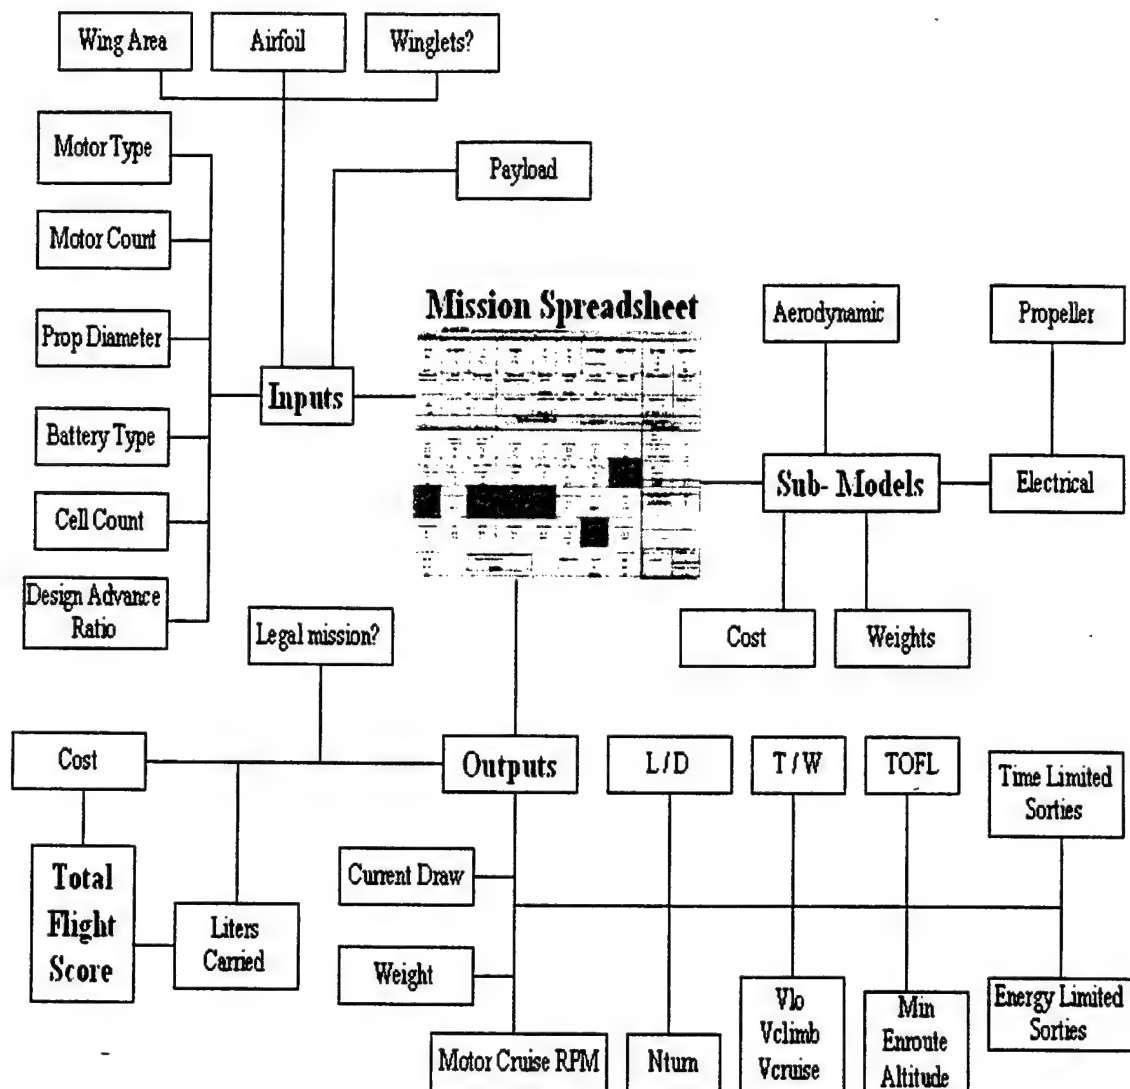 Wing Area
Airfoil
Winglets?
Motor Type
Payload
Motor Count
Mission Spreadsheet
Aerodynamic
Propeller
Prop Diameter
Inputs
Battery Type
Sub- Models
Electrical
Cell Count
Design Advance
Ratio
Legal mission?
Cost
Weights
Cost
Outputs
L / D
T / W
TOFL
Time Limited
Sorties
Total
Flight
Score
Current Draw
Liters
Carried
Weight
Energy Limited
Sorties
Vlo
Vclimb
Vcruise
Min
Enroute
Altitude
Motor Cruise RPM
Nturn